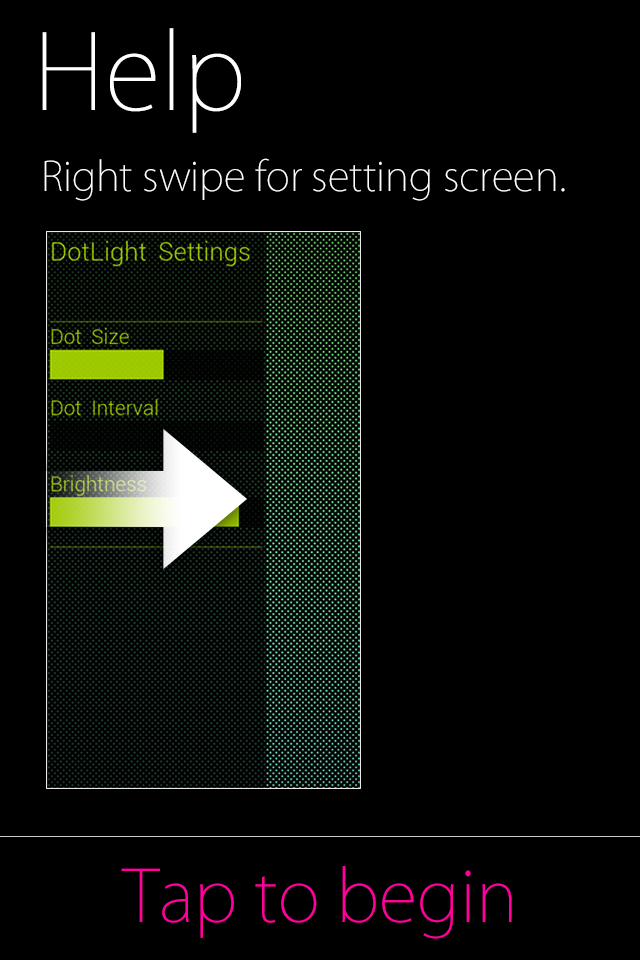 Help
Right swipe for setting screen.
DotLight Settings
Dot Size
Dot Interval
Brightness
Tap to begin